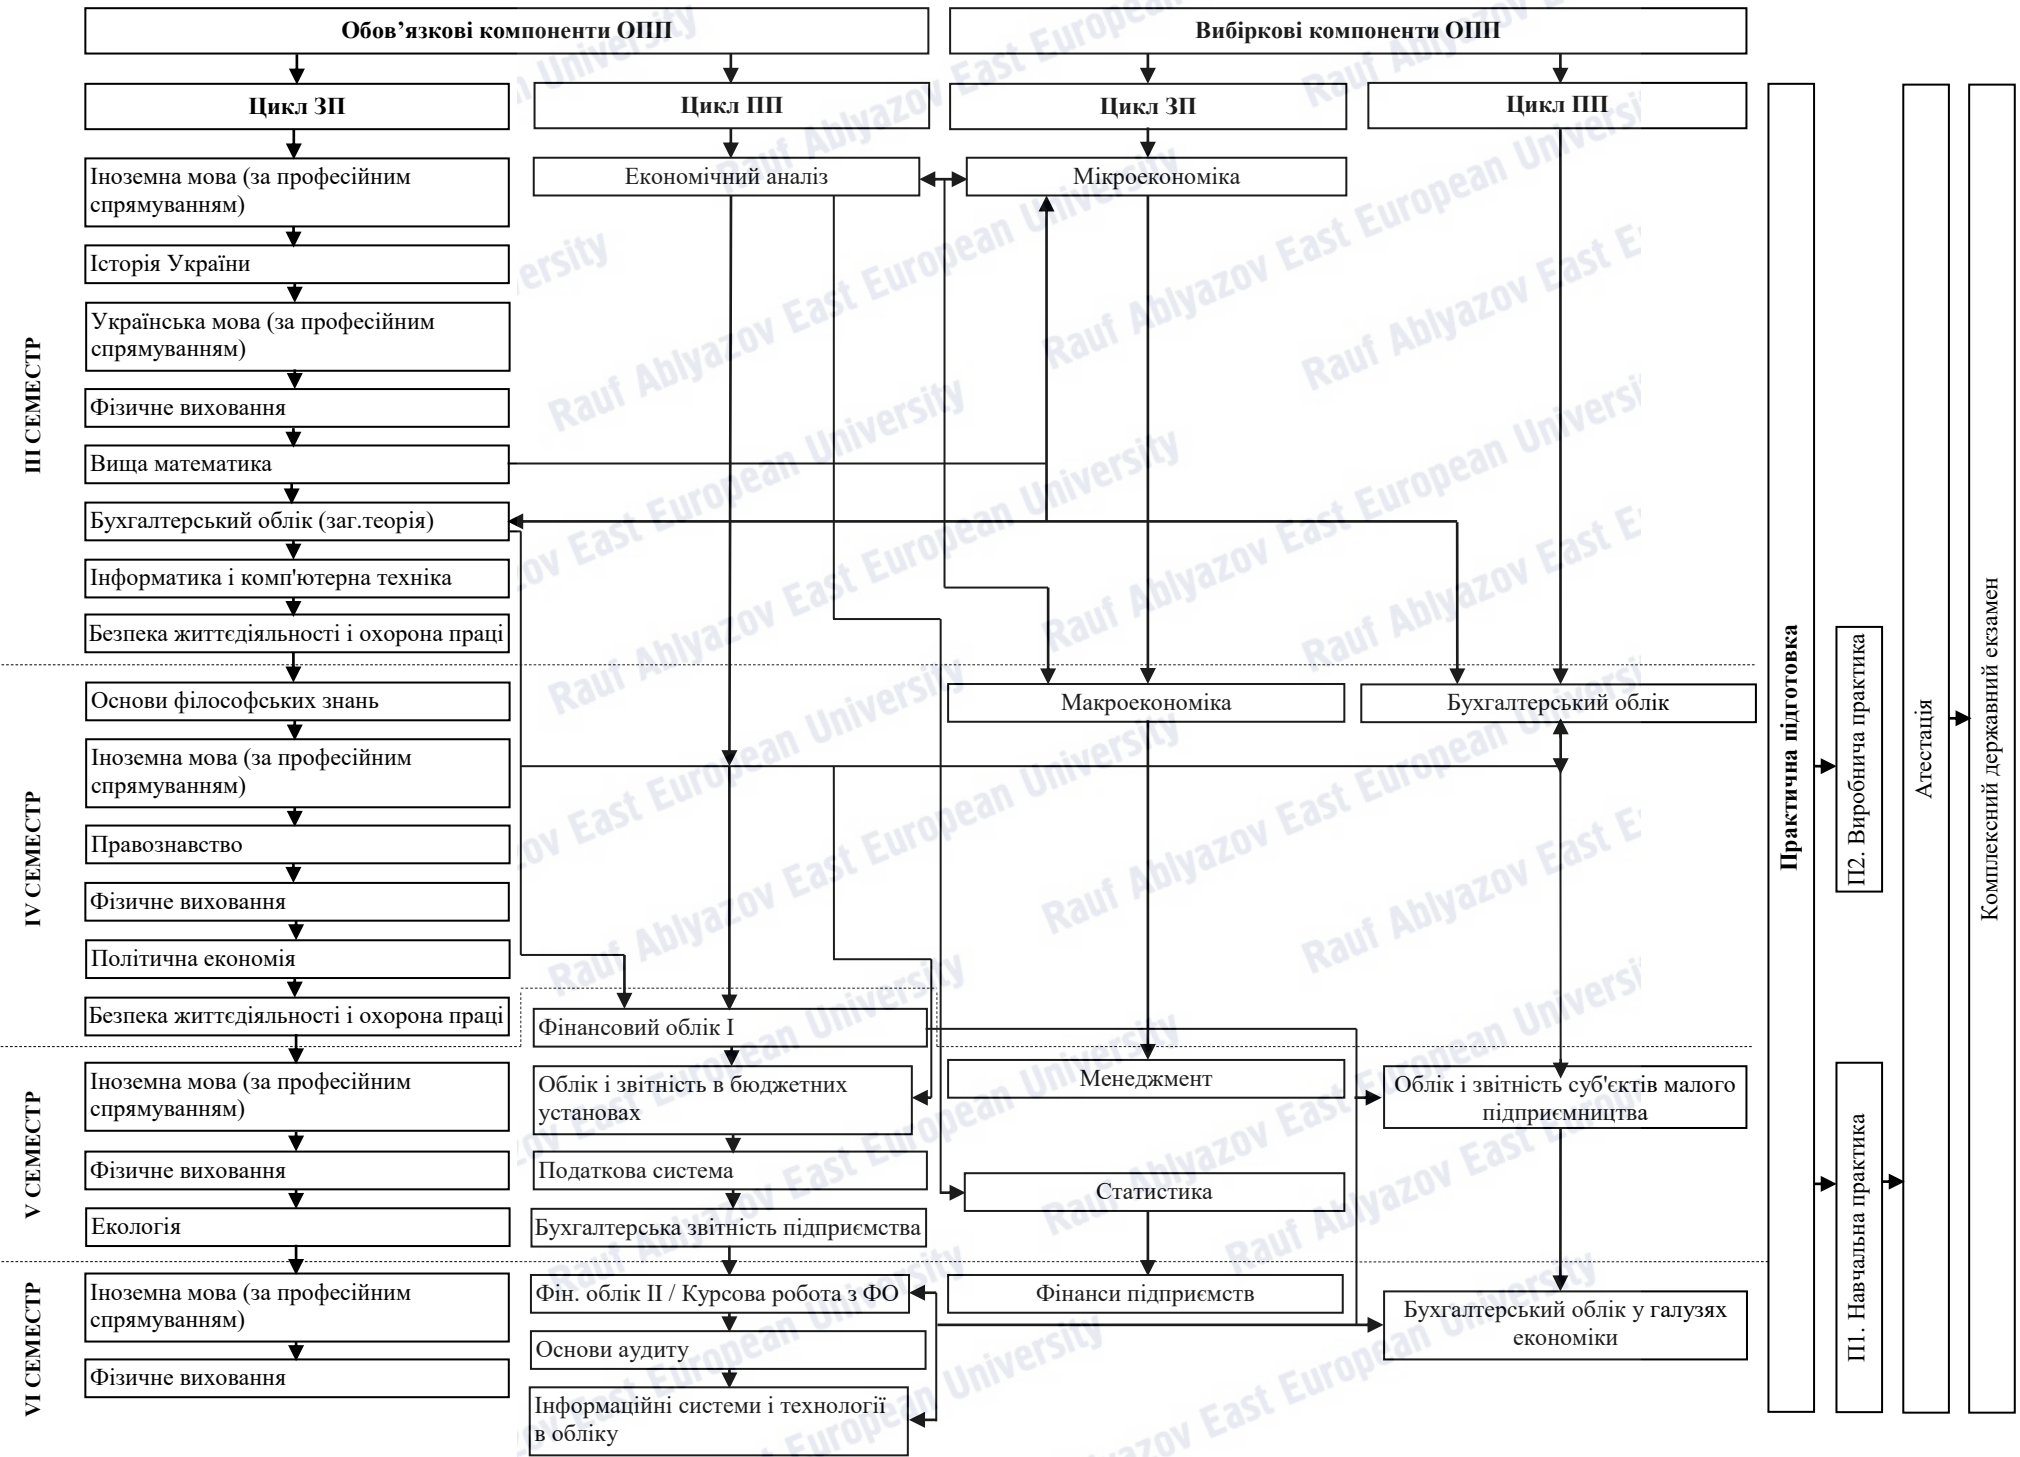 Обов’язкові компоненти ОПП
Вибіркові компоненти ОПП
Цикл ЗП
Цикл ПП
Цикл ЗП
Цикл ПП
III СЕМЕСТР
Іноземна мова (за професійним
спрямуванням)
Історія України
Українська мова (за професійним
спрямуванням)
Фізичне виховання
Вища математика
Бухгалтерський облік (заг.теорія)
Інформатика і комп'ютерна техніка
Безпека життєдіяльності і охорона праці
Економічний аналіз
Мікроекономіка
IV СЕМЕСТР
Основи філософських знань
Іноземна мова (за професійним
спрямуванням)
Правознавство
Фізичне виховання
Політична економія
Безпека життєдіяльності і охорона праці
Фінансовий облік І
Макроекономіка
Бухгалтерський облік
V СЕМЕСТР
Іноземна мова (за професійним
спрямуванням)
Фізичне виховання
Екологія
Облік і звітність в бюджетних
установах
Податкова система
Бухгалтерська звітність підприємства
Менеджмент
Статистика
Облік і звітність суб'єктів малого
підприємництва
VI СЕМЕСТР
Іноземна мова (за професійним
спрямуванням)
Фізичне виховання
Фін. облік ІІ / Курсова робота з ФО
Основи аудиту
Інформаційні системи і технології
в обліку
Фінанси підприємств
Бухгалтерський облік у галузях
економіки
Практична підготовка
П2. Виробнича практика
П1. Навчальна практика
Атестація
Комплексний державний екзамен
Rauf Ablyazov East European University